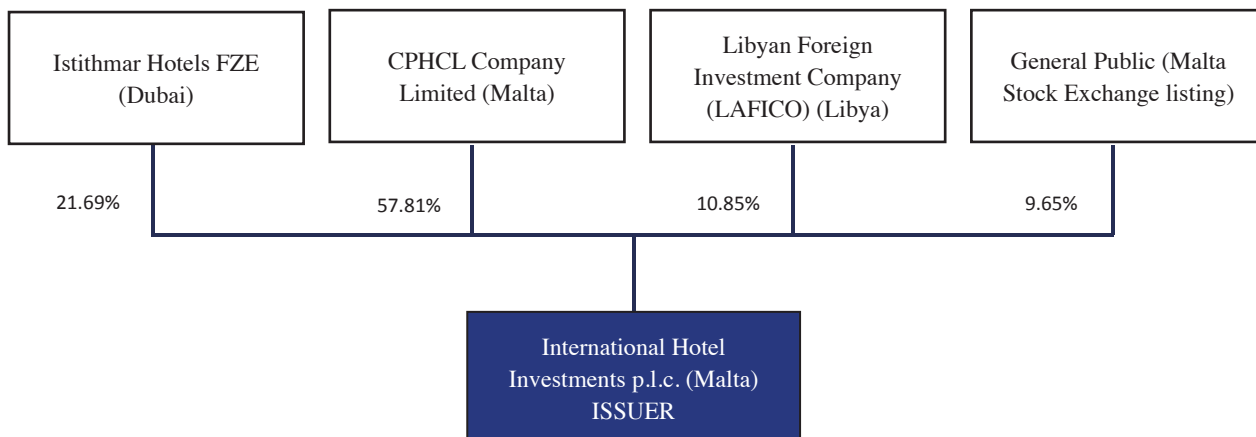 Istithmar Hotels FZE
(Dubai)
CPHCL Company
Limited (Malta)
Libyan Foreign
Investment Company
(LAFICO) (Libya)
General Public (Malta
Stock Exchange listing)
21.69%
57.81%
10.85%
9.65%
International Hotel
Investments p.l.c. (Malta)
ISSUER